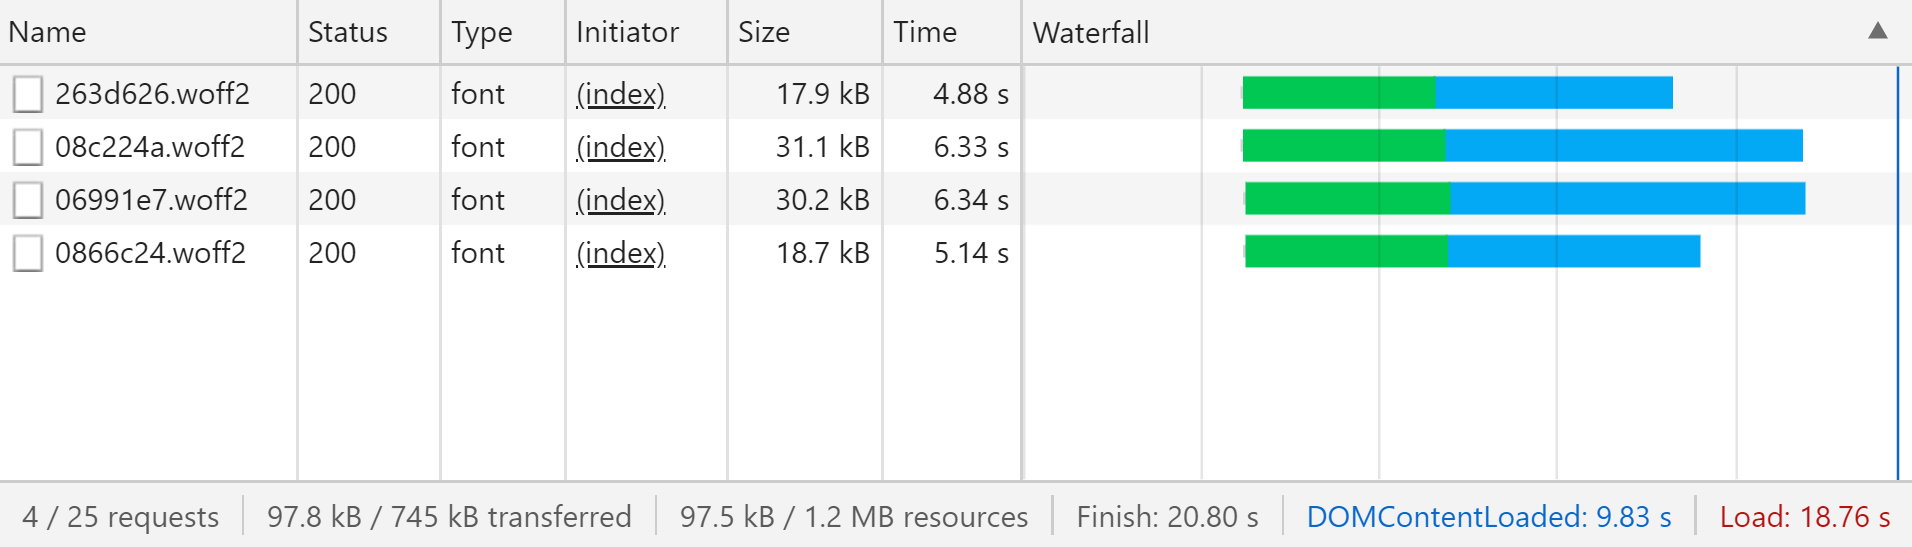 Name Status Type Initiator Size Time Waterfall ▲
263d626.woff2 200 font (index) 17.9 kB 4.88 s
08c224a.woff2 200 font (index) 31.1 kB 6.33 s
06991e7.woff2 200 font (index) 30.2 kB 6.34 s
0866c24.woff2 200 font (index) 18.7 kB 5.14 s
4 / 25 requests 97.8 kB / 745 kB transferred 97.5 kB / 1.2 MB resources Finish: 20.80 s DOMContentLoaded: 9.83 s Load: 18.76 s